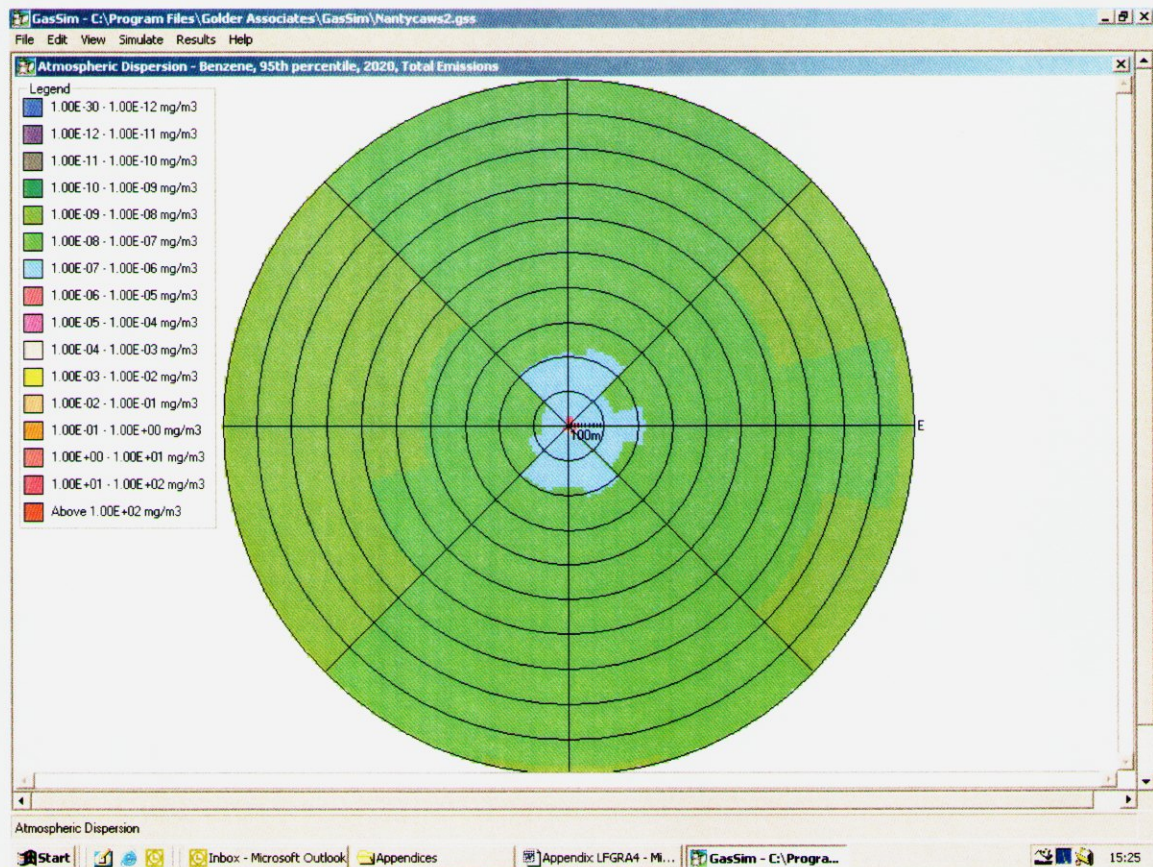 GasSim - C:\Program Files\Golder Associates\GasSim\Nantycaws2.gss
File Edit View Simulate Results Help
Atmospheric Dispersion - Benzene, 95th percentile, 2020, Total Emissions
Legend
1.00E-30 - 1.00E-12 mg/m3
1.00E-12 - 1.00E-11 mg/m3
1.00E-11 - 1.00E-10 mg/m3
1.00E-10 - 1.00E-09 mg/m3
1.00E-09 - 1.00E-08 mg/m3
1.00E-08 - 1.00E-07 mg/m3
1.00E-07 - 1.00E-06 mg/m3
1.00E-06 - 1.00E-05 mg/m3
1.00E-05 - 1.00E-04 mg/m3
1.00E-04 - 1.00E-03 mg/m3
1.00E-03 - 1.00E-02 mg/m3
1.00E-02 - 1.00E-01 mg/m3
1.00E-01 - 1.00E+00 mg/m3
1.00E+00 - 1.00E+01 mg/m3
1.00E+01 - 1.00E+02 mg/m3
Above 1.00E+02 mg/m3
100m
E
Atmospheric Dispersion
Start Inbox - Microsoft Outlook Appendices Appendix LFGRA4 - Mi... GasSim - C:\Progra... 15:25